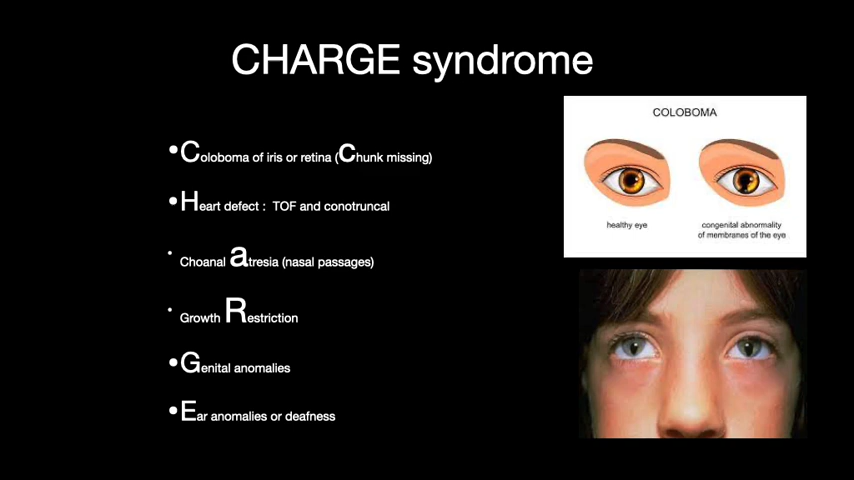 CHARGE syndrome
•Coloboma of iris or retina (Chunk missing)
•Heart defect : TOF and conotruncal
• Choanal atresia (nasal passages)
• Growth Restriction
•Genital anomalies
•Ear anomalies or deafness
COLOBOMA
healthy eye
congenital abnormality
of membranes of the eye